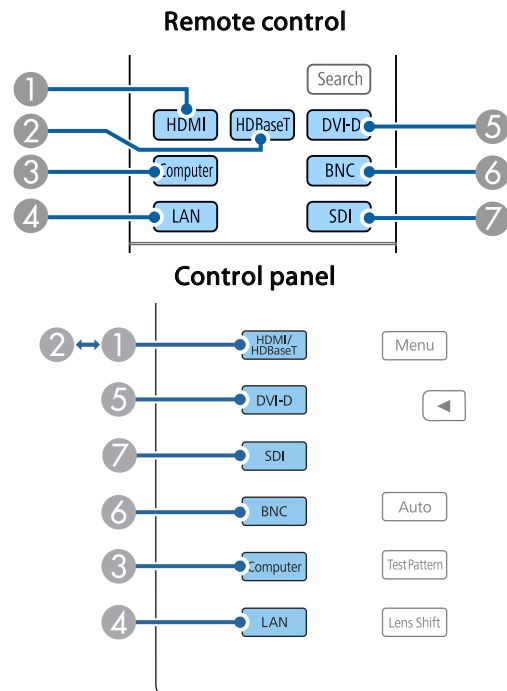 Remote control
Search
1
HDMI HDBaseT DVI-D 5
2
3 Computer BNC 6
4 LAN SDI 7
Control panel
2 ↔ 1 HDMI/
HDBaseT Menu
5 DVI-D ◄
7 SDI
6 BNC Auto
3 Computer Test Pattern
4 LAN Lens Shift